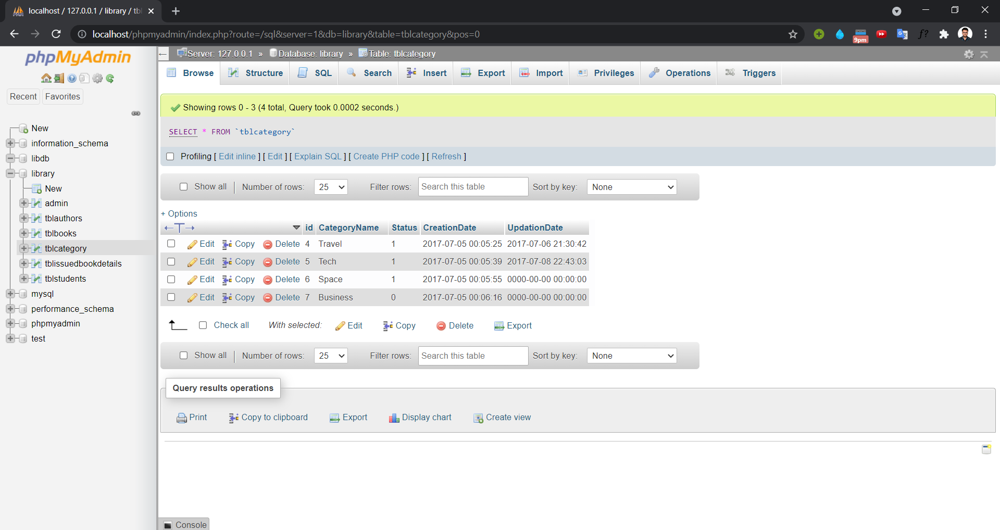 localhost / 127.0.0.1 / library / tbl
localhost/phpmyadmin/index.php?route=/sql&server=1&db=library&table=tblcategory&pos=0
9pm
f?
phpMyAdmin
Recent Favorites
New
information_schema
libdb
library
New
admin
tblauthors
tblbooks
tblcategory
tblissuedbookdetails
tblstudents
mysql
performance_schema
phpmyadmin
test
Server: 127.0.0.1 » Database: library » Table: tblcategory
Browse Structure SQL Search Insert Export Import Privileges Operations Triggers
Showing rows 0 - 3 (4 total, Query took 0.0002 seconds.)
SELECT * FROM `tblcategory`
Profiling [ Edit inline ] [ Edit ] [ Explain SQL ] [ Create PHP code ] [ Refresh ]
Show all Number of rows: 25 Filter rows: Search this table Sort by key: None
+ Options
←T→ id CategoryName Status CreationDate UpdationDate
Edit Copy Delete 4 Travel 1 2017-07-05 00:05:25 2017-07-06 21:30:42
Edit Copy Delete 5 Tech 1 2017-07-05 00:05:39 2017-07-08 22:43:03
Edit Copy Delete 6 Space 1 2017-07-05 00:05:55 0000-00-00 00:00:00
Edit Copy Delete 7 Business 0 2017-07-05 00:06:16 0000-00-00 00:00:00
Check all With selected: Edit Copy Delete Export
Show all Number of rows: 25 Filter rows: Search this table Sort by key: None
Query results operations
Print Copy to clipboard Export Display chart Create view
Console